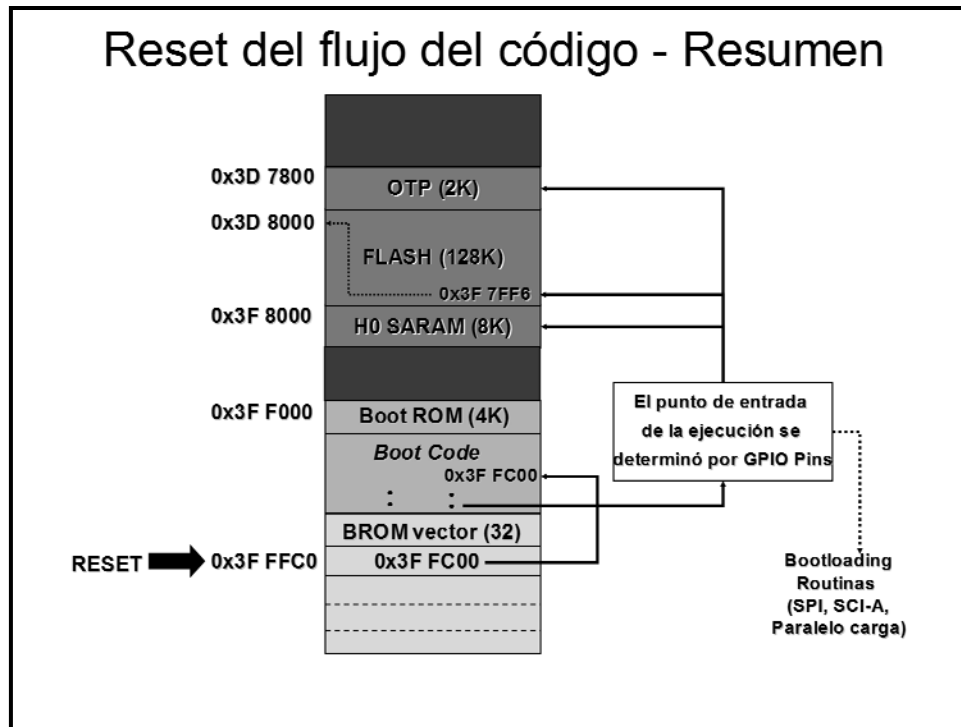 Reset del flujo del código - Resumen
0x3D 7800
OTP (2K)
0x3D 8000
FLASH (128K)
0x3F 7FF6
0x3F 8000
H0 SARAM (8K)
0x3F F000
Boot ROM (4K)
Boot Code
0x3F FC00
: :
BROM vector (32)
RESET
0x3F FFC0
0x3F FC00
El punto de entrada
de la ejecución se
determinó por GPIO Pins
Bootloading
Routinas
(SPI, SCI-A,
Paralelo carga)